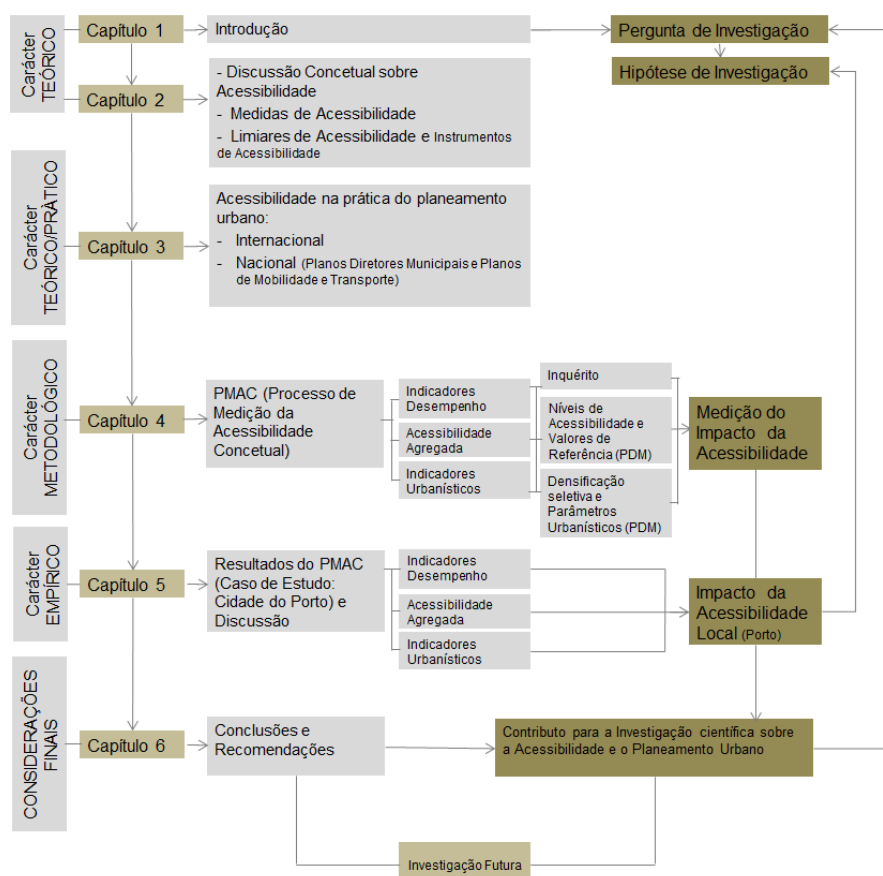 Carácter
TEÓRICO
Capítulo 1
Introdução
Pergunta de Investigação
Hipótese de Investigação
Capítulo 2
- Discussão Concetual sobre
Acessibilidade
- Medidas de Acessibilidade
- Limiares de Acessibilidade e Instrumentos
de Acessibilidade
Carácter
TEÓRICO/PRÀTICO
Capítulo 3
Acessibilidade na prática do planeamento
urbano:
- Internacional
- Nacional (Planos Diretores Municipais e Planos
de Mobilidade e Transporte)
Carácter
METODOLÓGICO
Capítulo 4
PMAC (Processo de
Medição da
Acessibilidade
Concetual)
Indicadores
Desempenho
Acessibilidade
Agregada
Indicadores
Urbanísticos
Inquérito
Níveis de
Acessibilidade e
Valores de
Referência (PDM)
Densificação
seletiva e
Parâmetros
Urbanísticos (PDM)
Medição do
Impacto da
Acessibilidade
Carácter
EMPÍRICO
Capítulo 5
Resultados do PMAC
(Caso de Estudo:
Cidade do Porto) e
Discussão
Indicadores
Desempenho
Acessibilidade
Agregada
Indicadores
Urbanísticos
Impacto da
Acessibilidade
Local (Porto)
CONSIDERAÇÕES
FINAIS
Capítulo 6
Conclusões e
Recomendações
Contributo para a Investigação científica sobre
a Acessibilidade e o Planeamento Urbano
Investigação Futura